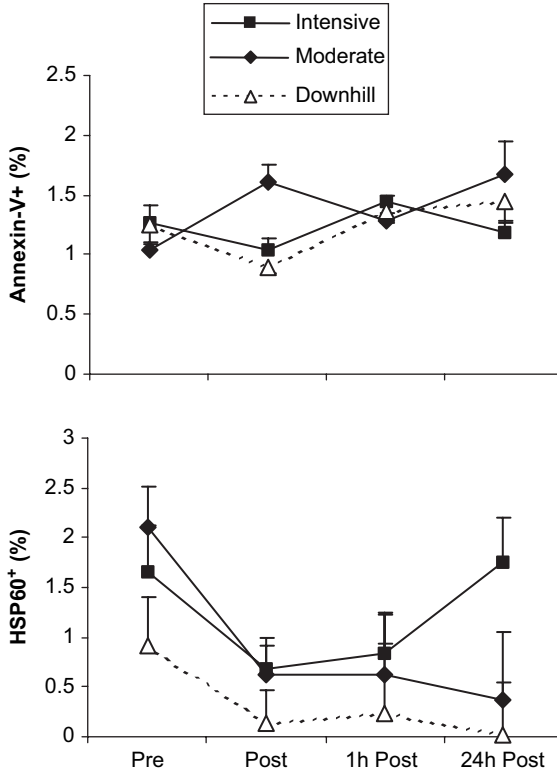 Intensive
Moderate
Downhill
Annexin-V+ (%)
2.5
2
1.5
1
0.5
0
HSP60+ (%)
3
2.5
2
1.5
1
0.5
0
Pre Post 1h Post 24h Post